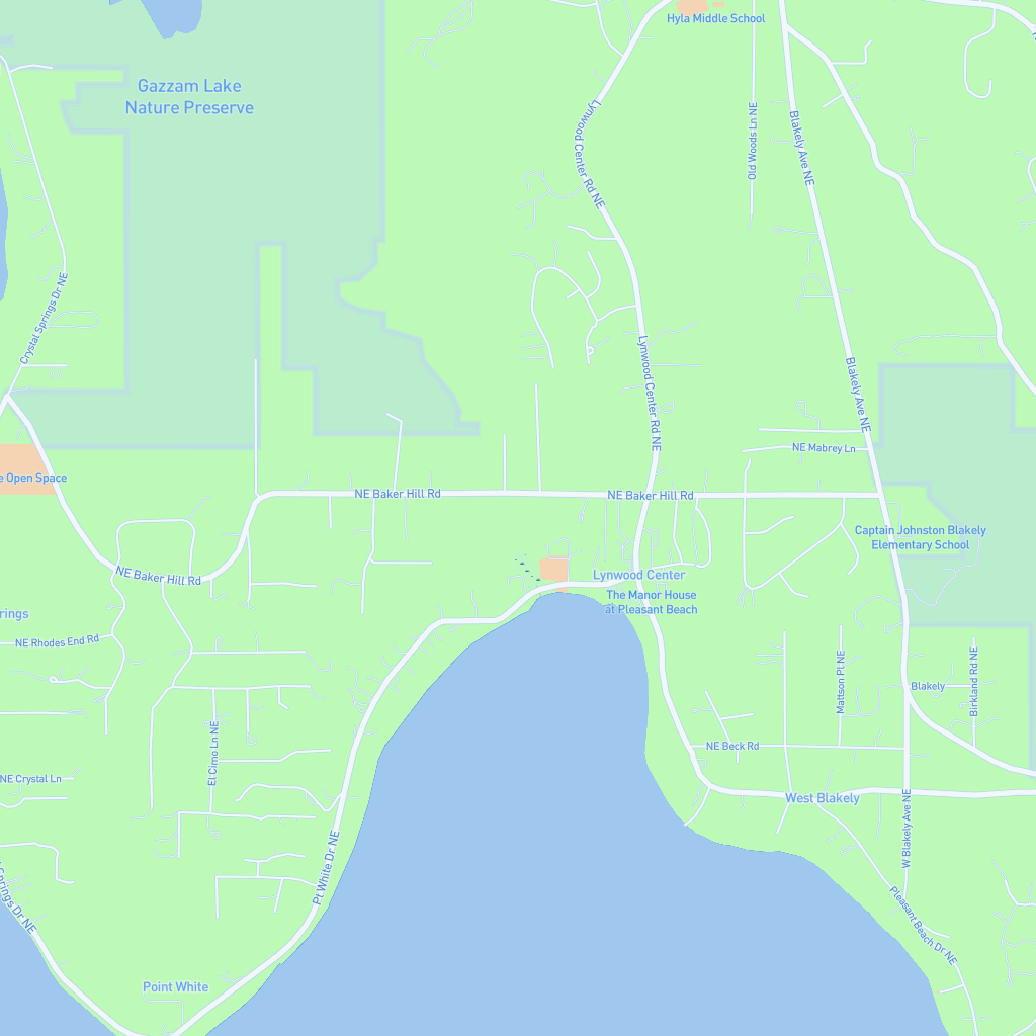 Hyla Middle School
Gazzam Lake
Nature Preserve
Lynwood Center Rd NE
Old Woods Ln NE
Blakely Ave NE
Crystal Springs Dr NE
Lynwood Center Rd NE
Blakely Ave NE
NE Mabrey Ln
e Open Space
NE Baker Hill Rd
NE Baker Hill Rd
Captain Johnston Blakely
Elementary School
NE Baker Hill Rd
Lynwood Center
The Manor House
at Pleasant Beach
rings
NE Rhodes End Rd
Mattson Pl NE
Blakely
Birkland Rd NE
El Cimo Ln NE
NE Beck Rd
NE Crystal Ln
West Blakely
W Blakely Ave NE
Pt White Dr NE
Springs Dr NE
Pleasant Beach Dr NE
Point White